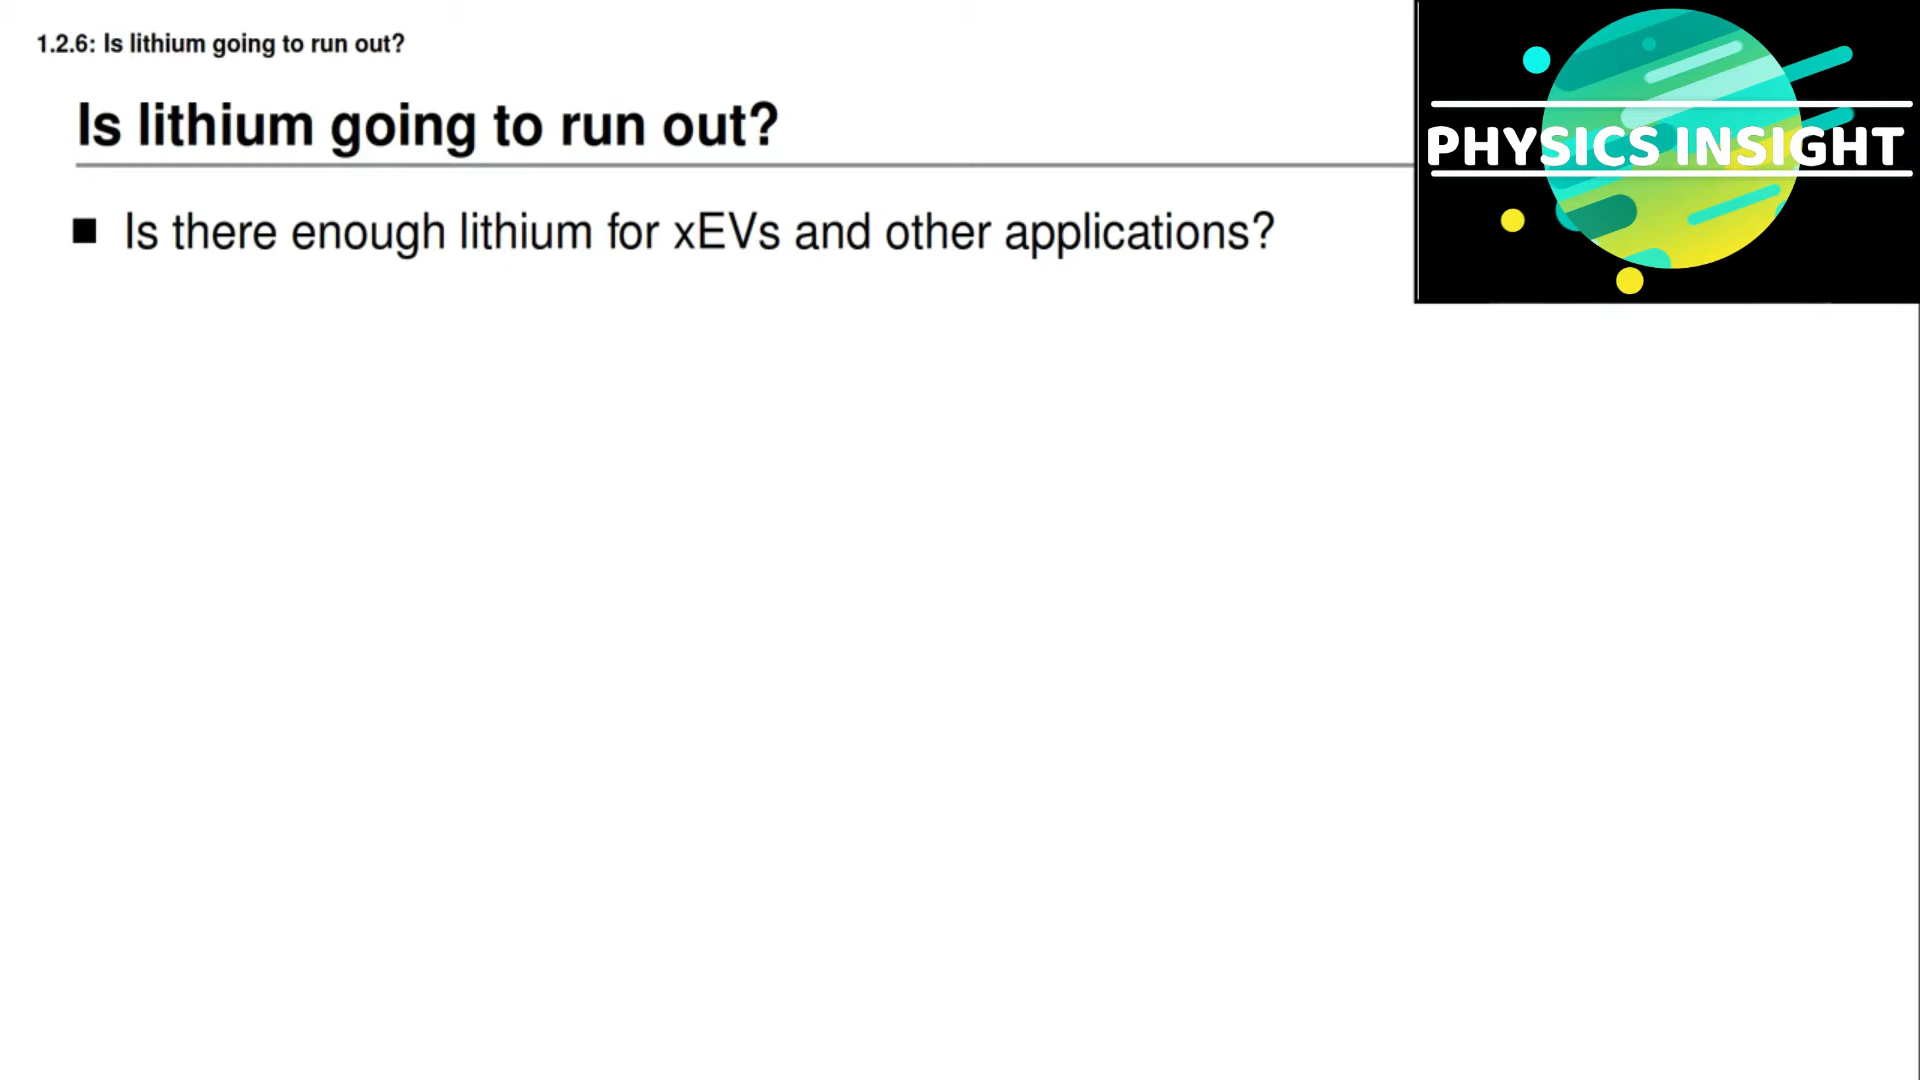 1.2.6: Is lithium going to run out?
Is lithium going to run out?
Is there enough lithium for xEVs and other applications?
PHYSICS INSIGHT